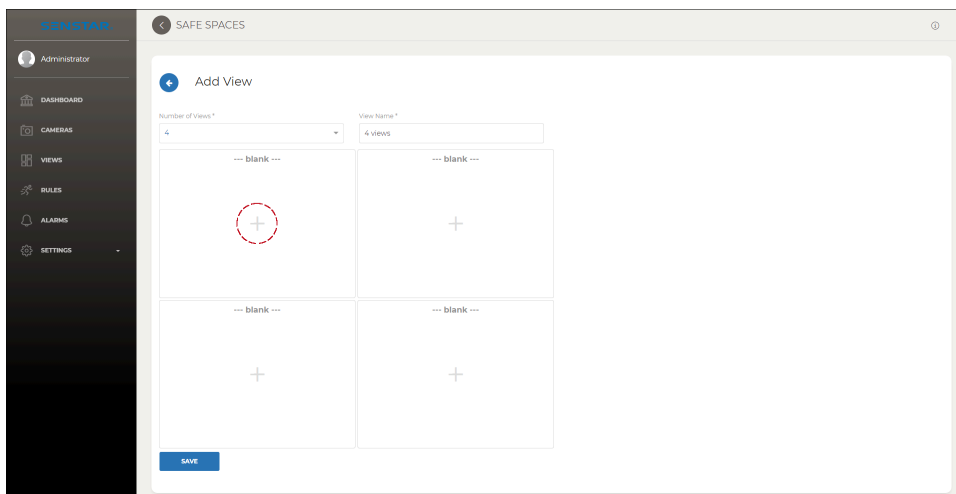 SENSTAR
SAFE SPACES
Administrator
DASHBOARD
CAMERAS
VIEWS
RULES
ALARMS
SETTINGS
Add View
Number of Views *
View Name *
4
4 views
--- blank ---
--- blank ---
--- blank ---
--- blank ---
SAVE